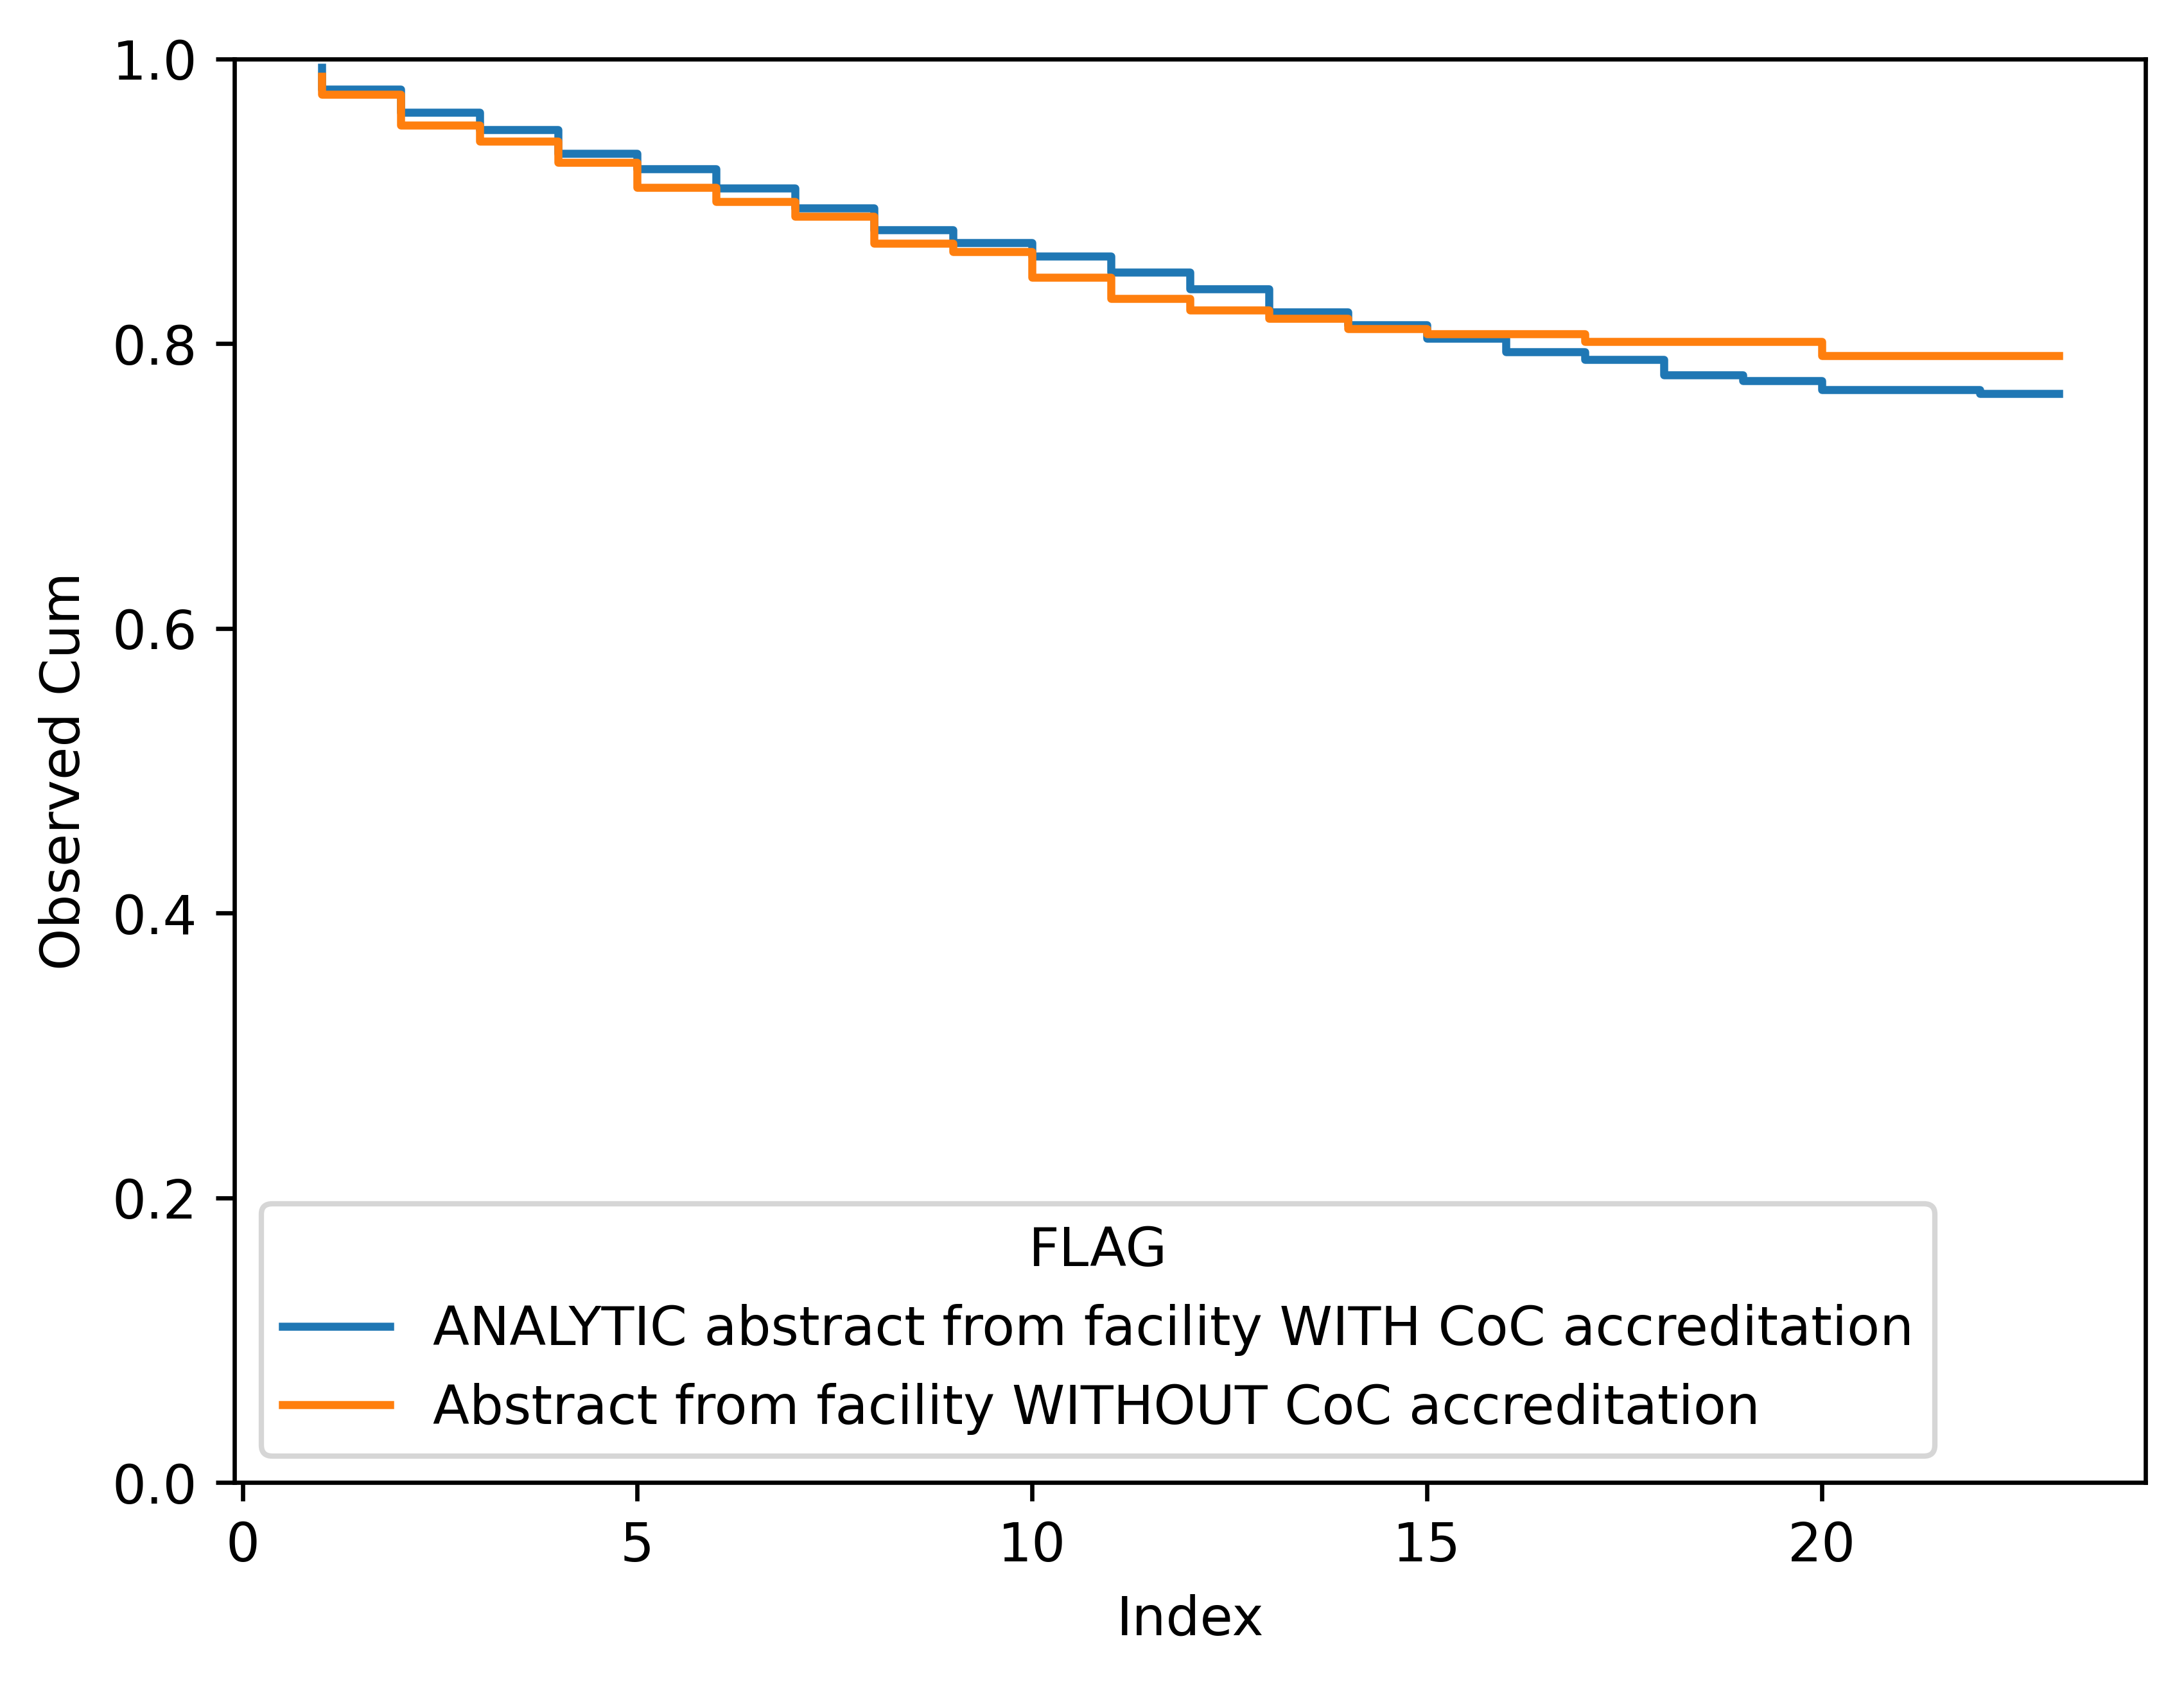 1.0
0.8
0.6
0.4
0.2
0.0
Observed Cum
FLAG
ANALYTIC abstract from facility WITH CoC accreditation
Abstract from facility WITHOUT CoC accreditation
0 5 10 15 20
Index